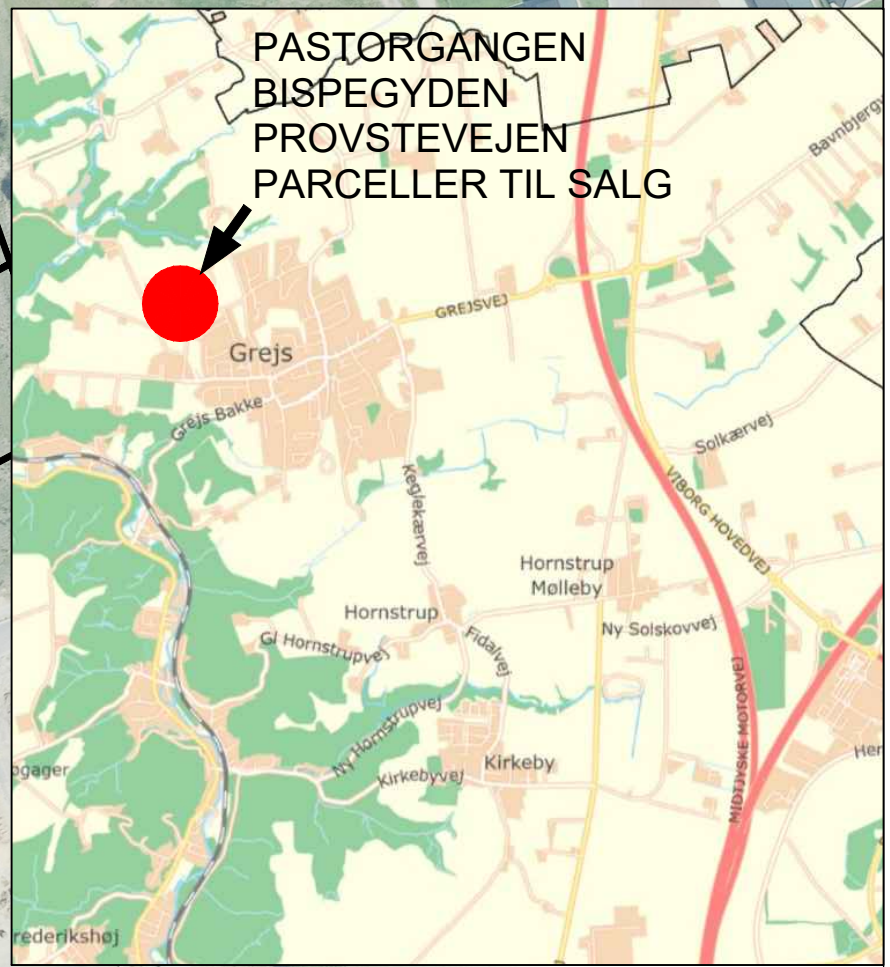 PASTORGANGEN
BISPEGYDEN
PROVSTEVEJEN
PARCELLER TIL SALG
Bavnbjergv
GREJSVEJ
Grejs
Grejs Bakke
Solkærvej
Keglekærvej
VIBORG HOVEDVEJ
Hornstrup
Mølleby
Hornstrup
Ny Solskovvej
Gl Hornstrupvej
Fidalvej
MIDTJYSKE MOTORVEJ
Ny Hornstrupvej
Kirkeby
Kirkebyvej
Her
ogager
rederikshøj